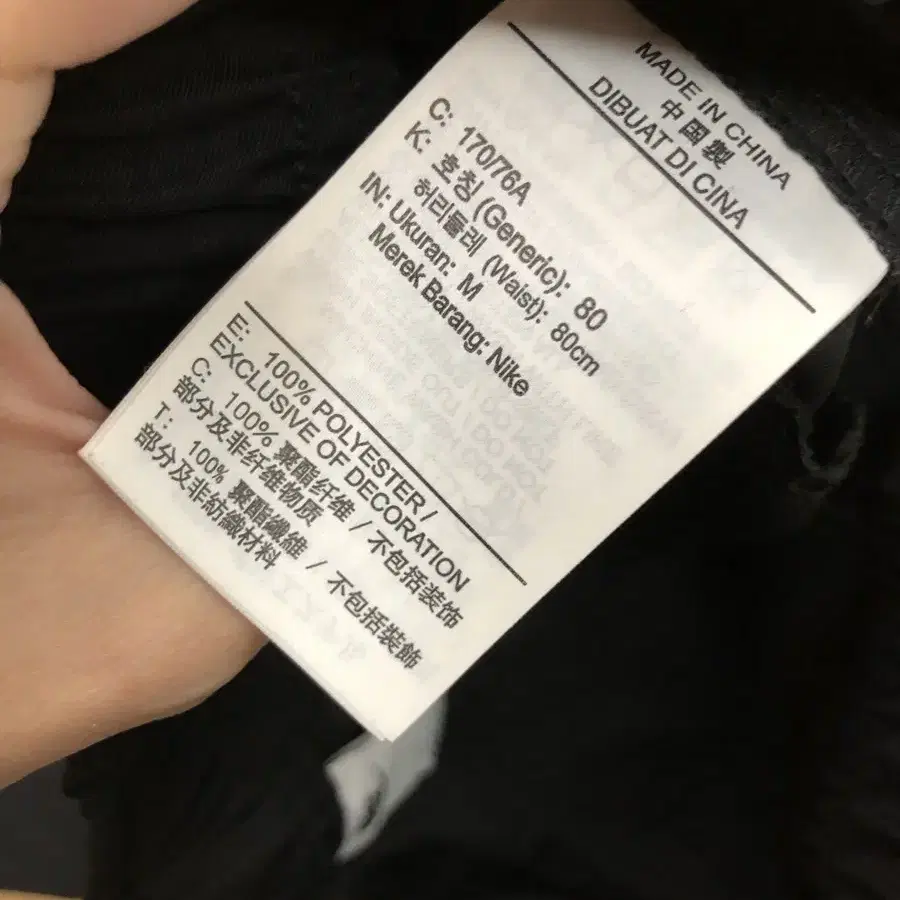 MADE IN CHINA
中国製
DIBUAT DI CINA
C: 170/76A
K: 호칭 (Generic): 80
허리둘레 (Waist): 80cm
IN: Ukuran: M
Merek Barang: Nike
E: 100% POLYESTER /
EXCLUSIVE OF DECORATION
C: 100% 聚酯纤维 / 不包括装饰
部分及非纤维物质
T: 100% 聚酯纖維 / 不包括裝飾
部分及非紡織材料